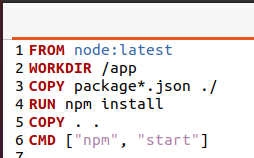 1 FROM node:latest
2 WORKDIR /app
3 COPY package*.json ./
4 RUN npm install
5 COPY . .
6 CMD ["npm", "start"]
7